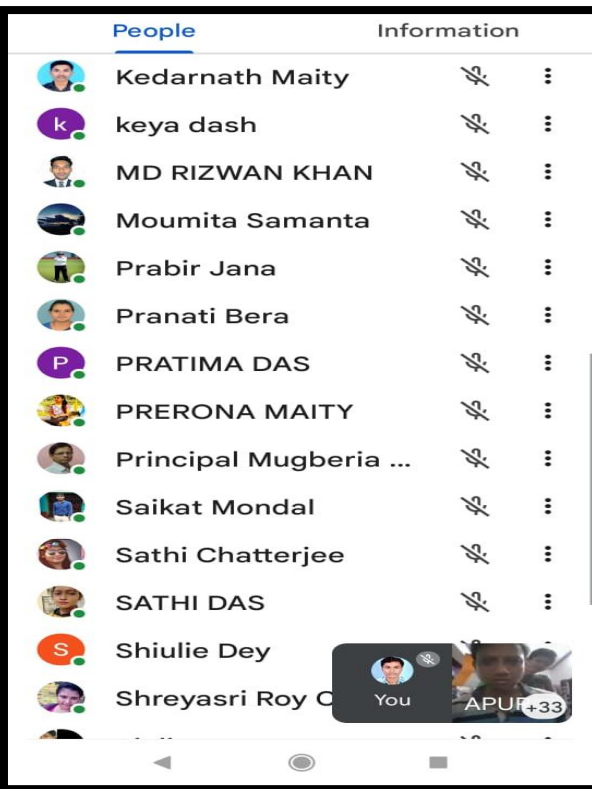 People Information
Kedarnath Maity
k keya dash
MD RIZWAN KHAN
Moumita Samanta
Prabir Jana
Pranati Bera
P PRATIMA DAS
PRERONA MAITY
Principal Mugberia ...
Saikat Mondal
Sathi Chatterjee
SATHI DAS
S Shiulie Dey
Shreyasri Roy
You
+33